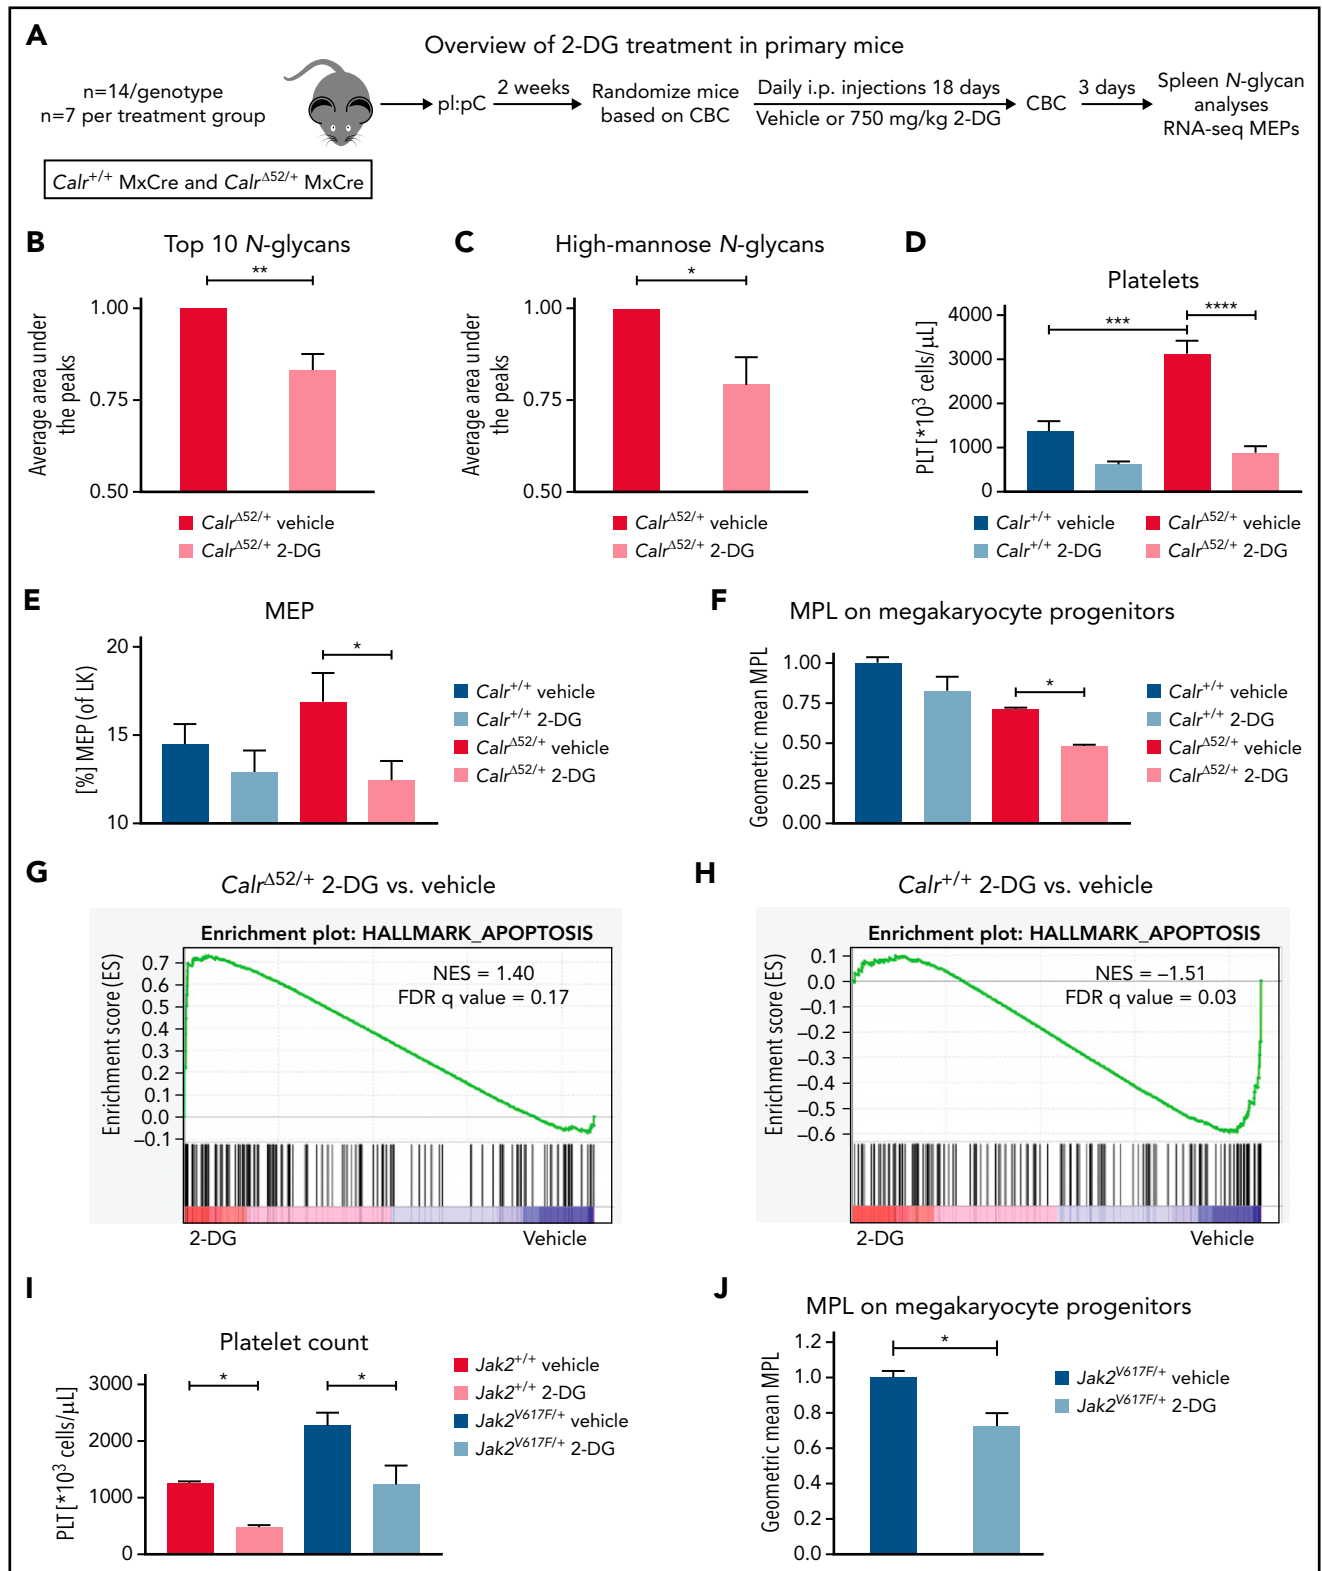 A
Overview of 2-DG treatment in primary mice
n=14/genotype
n=7 per treatment group
Calr+/+ MxCre and CalrΔ52/+ MxCre
pI:pC
2 weeks
Randomize mice
based on CBC
Daily i.p. injections 18 days
Vehicle or 750 mg/kg 2-DG
CBC
3 days
Spleen N-glycan
analyses
RNA-seq MEPs
B
Top 10 N-glycans
**
Average area under
the peaks
1.00
0.75
0.50
CalrΔ52/+ vehicle
CalrΔ52/+ 2-DG
C
High-mannose N-glycans
*
Average area under
the peaks
1.00
0.75
0.50
CalrΔ52/+ vehicle
CalrΔ52/+ 2-DG
D
Platelets
***
****
PLT [*10³ cells/μL]
4000
3000
2000
1000
0
Calr+/+ vehicle
Calr+/+ 2-DG
CalrΔ52/+ vehicle
CalrΔ52/+ 2-DG
E
MEP
*
[%] MEP (of LK)
20
15
10
Calr+/+ vehicle
Calr+/+ 2-DG
CalrΔ52/+ vehicle
CalrΔ52/+ 2-DG
F
MPL on megakaryocyte progenitors
*
Geometric mean MPL
1.00
0.75
0.50
0.25
0.00
Calr+/+ vehicle
Calr+/+ 2-DG
CalrΔ52/+ vehicle
CalrΔ52/+ 2-DG
G
CalrΔ52/+ 2-DG vs. vehicle
Enrichment plot: HALLMARK_APOPTOSIS
NES = 1.40
FDR q value = 0.17
Enrichment score (ES)
0.7
0.6
0.5
0.4
0.3
0.2
0.1
0.0
–0.1
2-DG
Vehicle
H
Calr+/+ 2-DG vs. vehicle
Enrichment plot: HALLMARK_APOPTOSIS
NES = –1.51
FDR q value = 0.03
Enrichment score (ES)
0.1
0.0
–0.1
–0.2
–0.3
–0.4
–0.5
–0.6
2-DG
Vehicle
I
Platelet count
*
*
PLT [*10³ cells/μL]
3000
2000
1000
0
Jak2+/+ vehicle
Jak2+/+ 2-DG
Jak2V617F/+ vehicle
Jak2V617F/+ 2-DG
J
MPL on megakaryocyte progenitors
*
Geometric mean MPL
1.2
1.0
0.8
0.6
0.4
0.2
0.0
Jak2V617F/+ vehicle
Jak2V617F/+ 2-DG